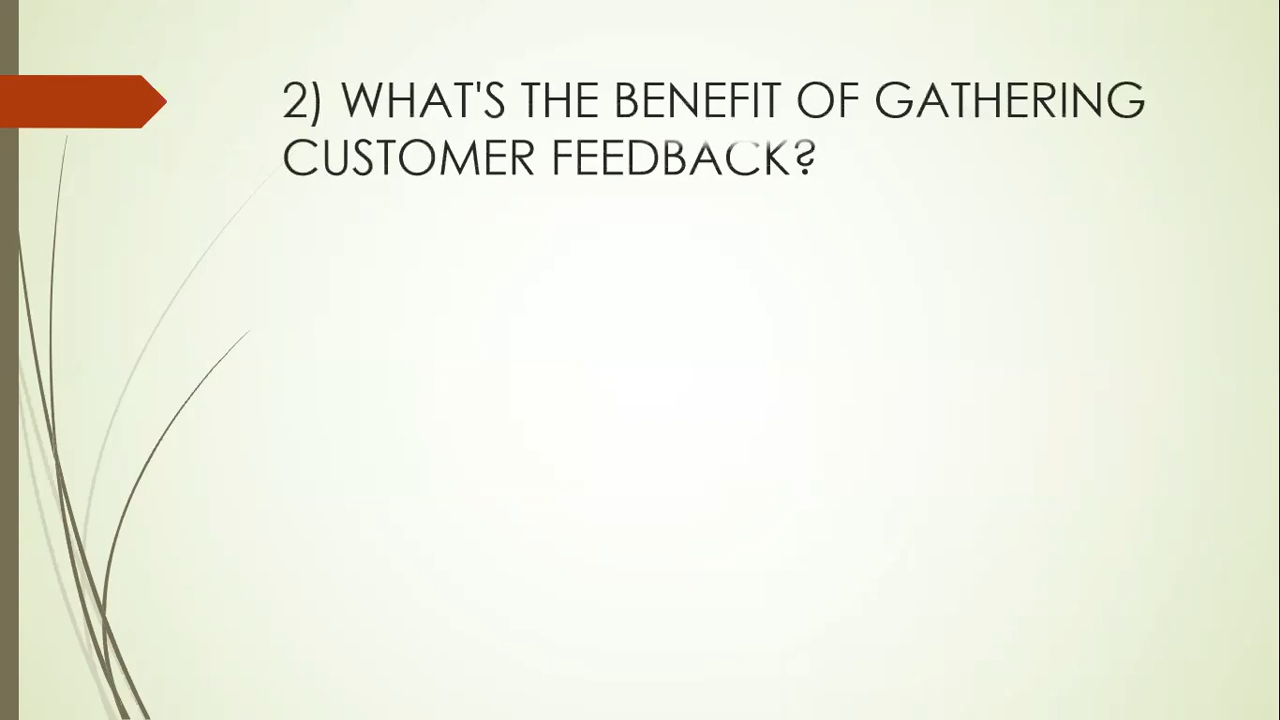 2) WHAT'S THE BENEFIT OF GATHERING
CUSTOMER FEEDBACK?